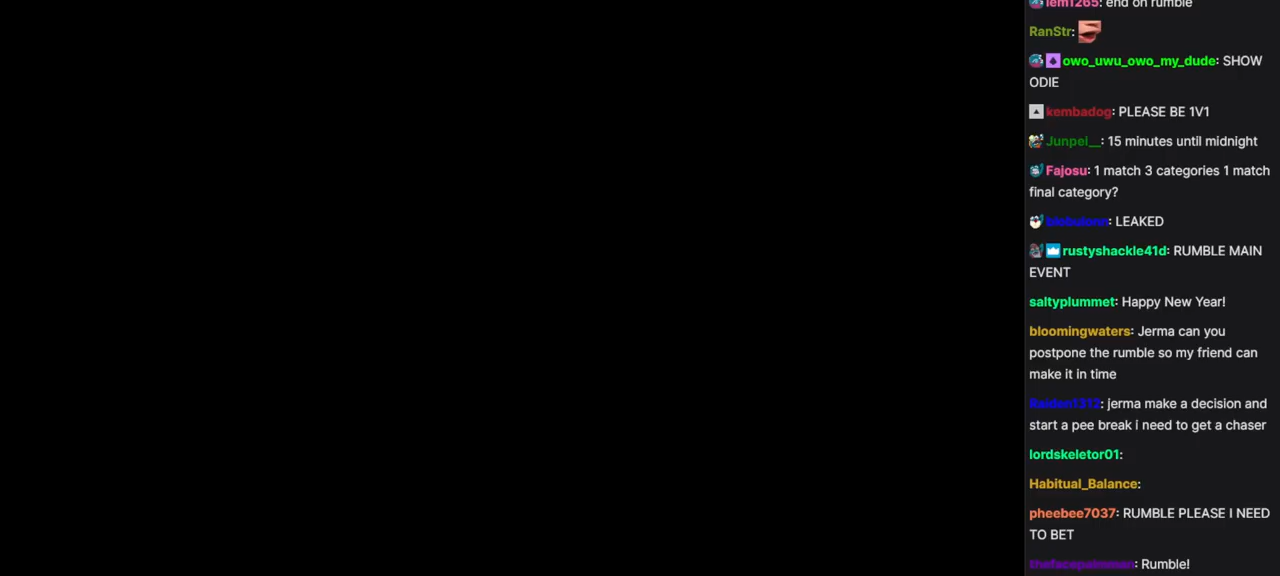 lem1265: end on rumble
RanStr:
owo_uwu_owo_my_dude: SHOW
ODIE
kembadog: PLEASE BE 1V1
Junpei__: 15 minutes until midnight
Fajosu: 1 match 3 categories 1 match
final category?
: LEAKED
rustyshackle41d: RUMBLE MAIN
EVENT
saltyplummet: Happy New Year!
bloomingwaters: Jerma can you
postpone the rumble so my friend can
make it in time
Raiden1312: jerma make a decision and
start a pee break i need to get a chaser
lordskeletor01:
Habitual_Balance:
pheebee7037: RUMBLE PLEASE I NEED
TO BET
: Rumble!